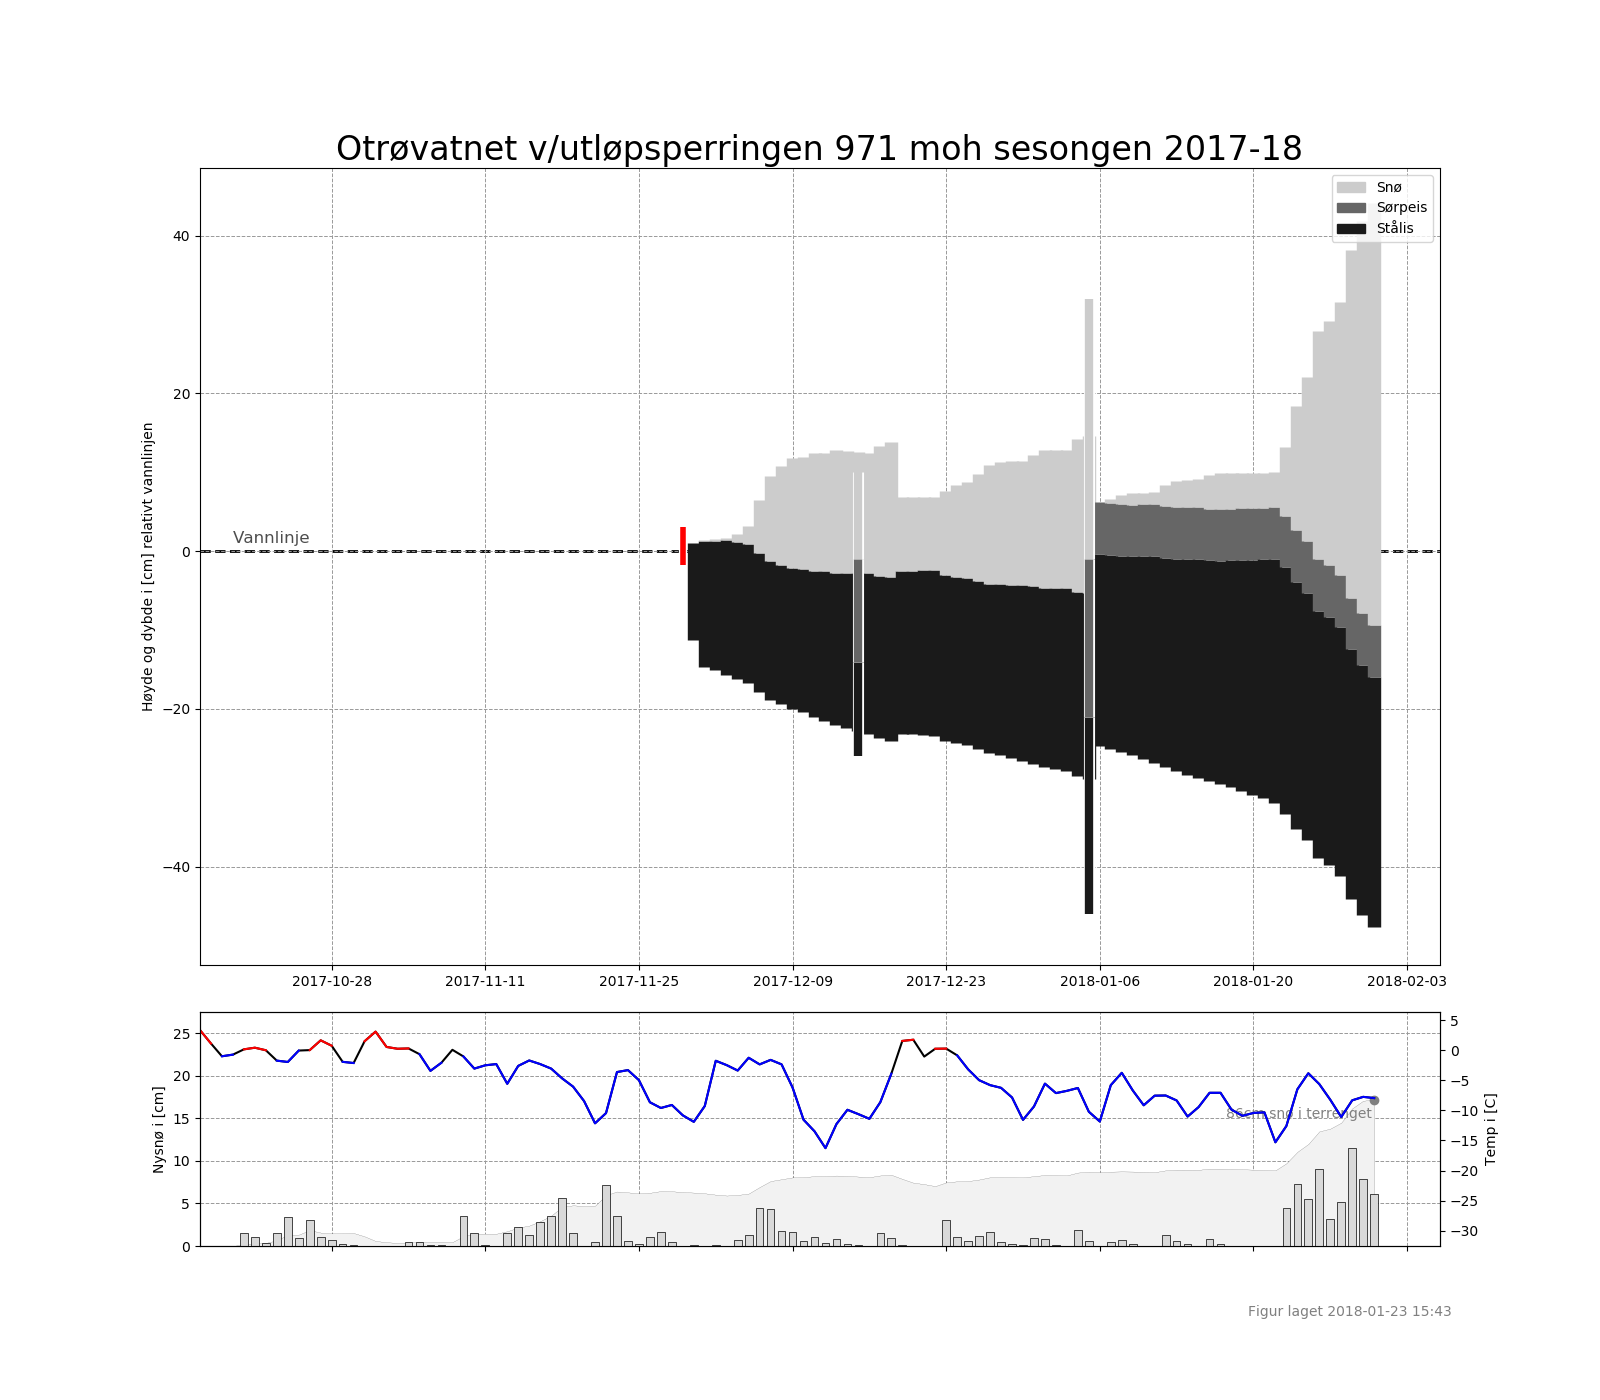 Otrøvatnet v/utløpsperringen 971 moh sesongen 2017-18
Snø
Sørpeis
Stålis
40
20
0
−20
−40
Høyde og dybde i [cm] relativt vannlinjen
Vannlinje
2017-10-28 2017-11-11 2017-11-25 2017-12-09 2017-12-23 2018-01-06 2018-01-20 2018-02-03
25
20
15
10
5
0
Nysnø i [cm]
86cm snø i terrenget
5
0
−5
−10
−15
−20
−25
−30
Temp i [C]
Figur laget 2018-01-23 15:43